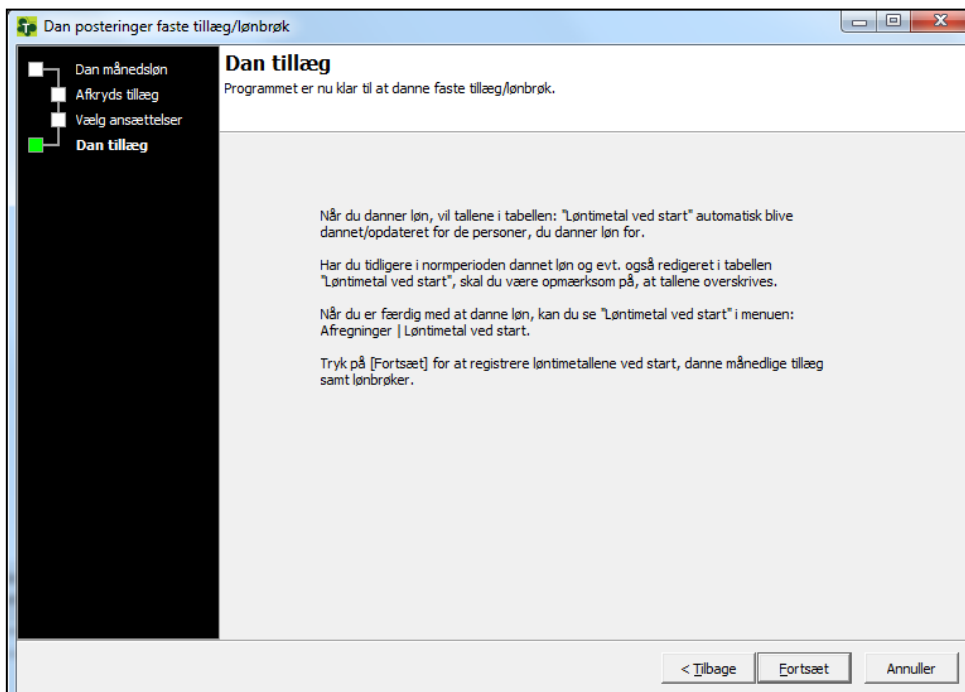 Dan posteringer faste tillæg/lønbrøk
Dan månedsløn
Afkryds tillæg
Vælg ansættelser
Dan tillæg
Dan tillæg
Programmet er nu klar til at danne faste tillæg/lønbrøk.
Når du danner løn, vil tallene i tabellen: "Løntimetal ved start" automatisk blive
dannet/opdateret for de personer, du danner løn for.
Har du tidligere i normperioden dannet løn og evt. også redigeret i tabellen
"Løntimetal ved start", skal du være opmærksom på, at tallene overskrives.
Når du er færdig med at danne løn, kan du se "Løntimetal ved start" i menuen:
Afregninger | Løntimetal ved start.
Tryk på [Fortsæt] for at registrere løntimetallene ved start, danne månedlige tillæg
samt lønbrøker.
< Tilbage
Fortsæt
Annuller